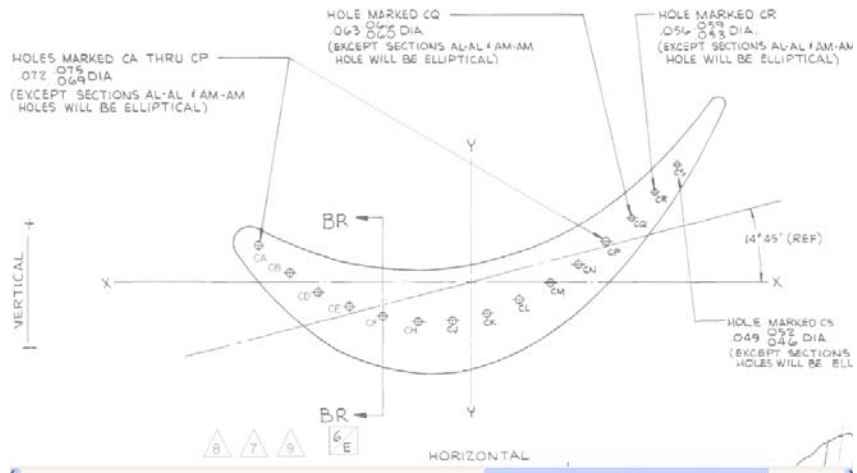 HOLE MARKED CQ
.063 .066 .060 DIA
(EXCEPT SECTIONS AL-AL & AM-AM
HOLE WILL BE ELLIPTICAL)
HOLE MARKED CR
.056 .059 .053 DIA.
(EXCEPT SECTIONS AL-AL & AM-AM
HOLE WILL BE ELLIPTICAL)
HOLES MARKED CA THRU CP
.072 .075 .069 DIA
(EXCEPT SECTIONS AL-AL & AM-AM
HOLES WILL BE ELLIPTICAL)
Y
CS
CR
CQ
BR
CP
14°45' (REF)
+
VERTICAL
CA
CB
CN
X
X
CD
CM
CE
CL
CF
CH
CJ
CK
HOLE MARKED CS
.049 .052 .046 DIA.
(EXCEPT SECTIONS
HOLES WILL BE ELL
BR
Y
8
7
9
6
E
HORIZONTAL